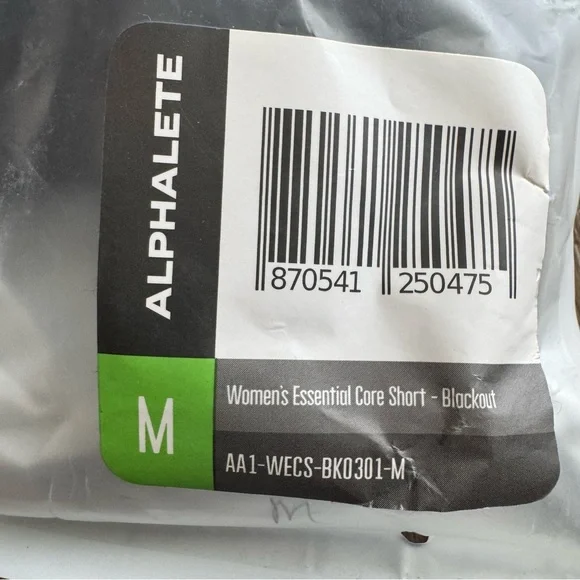 ALPHALETE
870541 250475
M
Women's Essential Core Short - Blackout
AA1-WECS-BK0301-M
M